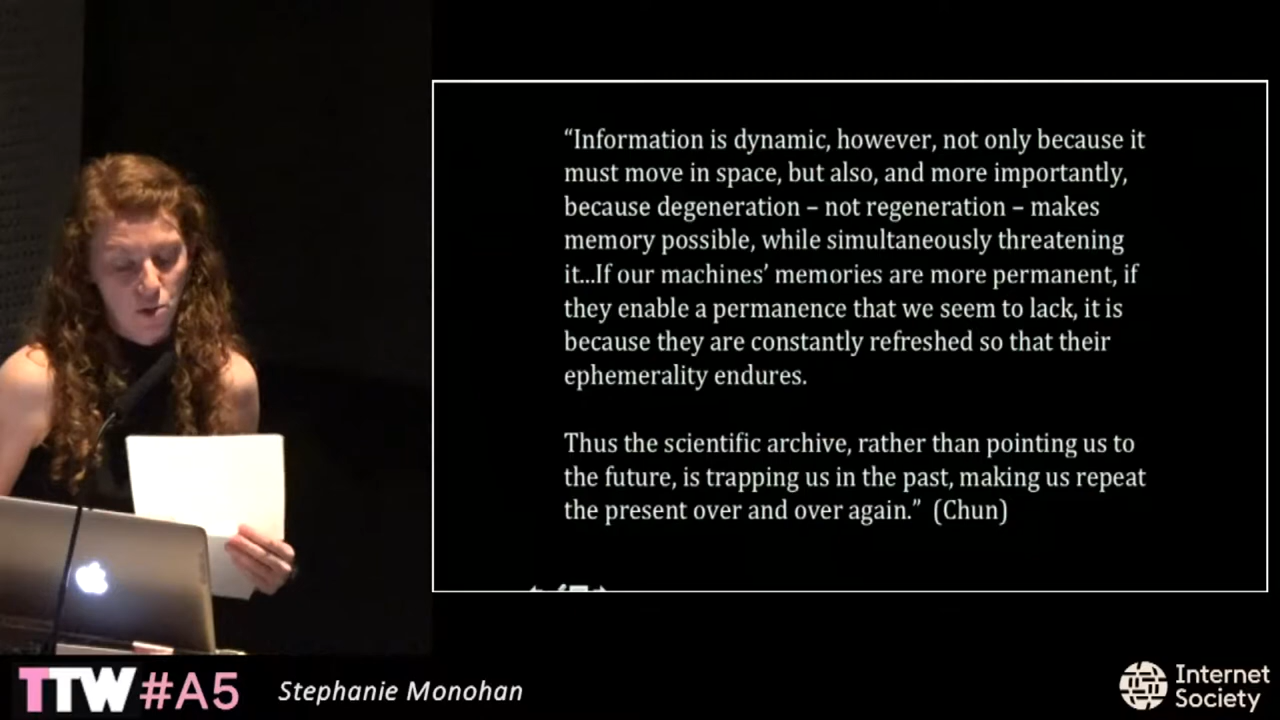 “Information is dynamic, however, not only because it
must move in space, but also, and more importantly,
because degeneration – not regeneration – makes
memory possible, while simultaneously threatening
it...If our machines’ memories are more permanent, if
they enable a permanence that we seem to lack, it is
because they are constantly refreshed so that their
ephemerality endures.
Thus the scientific archive, rather than pointing us to
the future, is trapping us in the past, making us repeat
the present over and over again.” (Chun)
TTW#A5
Stephanie Monohan
Internet
Society